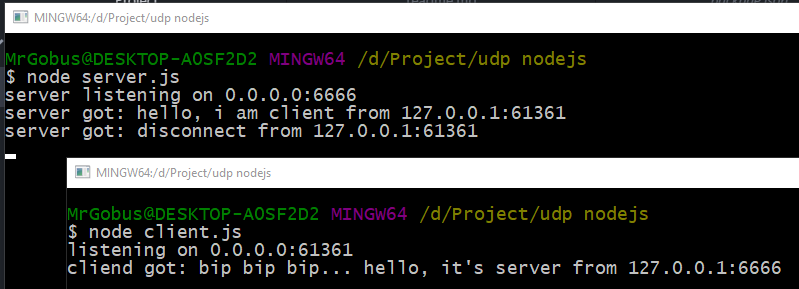 MINGW64:/d/Project/udp nodejs
MrGobus@DESKTOP-A0SF2D2 MINGW64 /d/Project/udp nodejs
$ node server.js
server listening on 0.0.0.0:6666
server got: hello, i am client from 127.0.0.1:61361
server got: disconnect from 127.0.0.1:61361
MINGW64:/d/Project/udp nodejs
MrGobus@DESKTOP-A0SF2D2 MINGW64 /d/Project/udp nodejs
$ node client.js
listening on 0.0.0.0:61361
cliend got: bip bip bip... hello, it's server from 127.0.0.1:6666